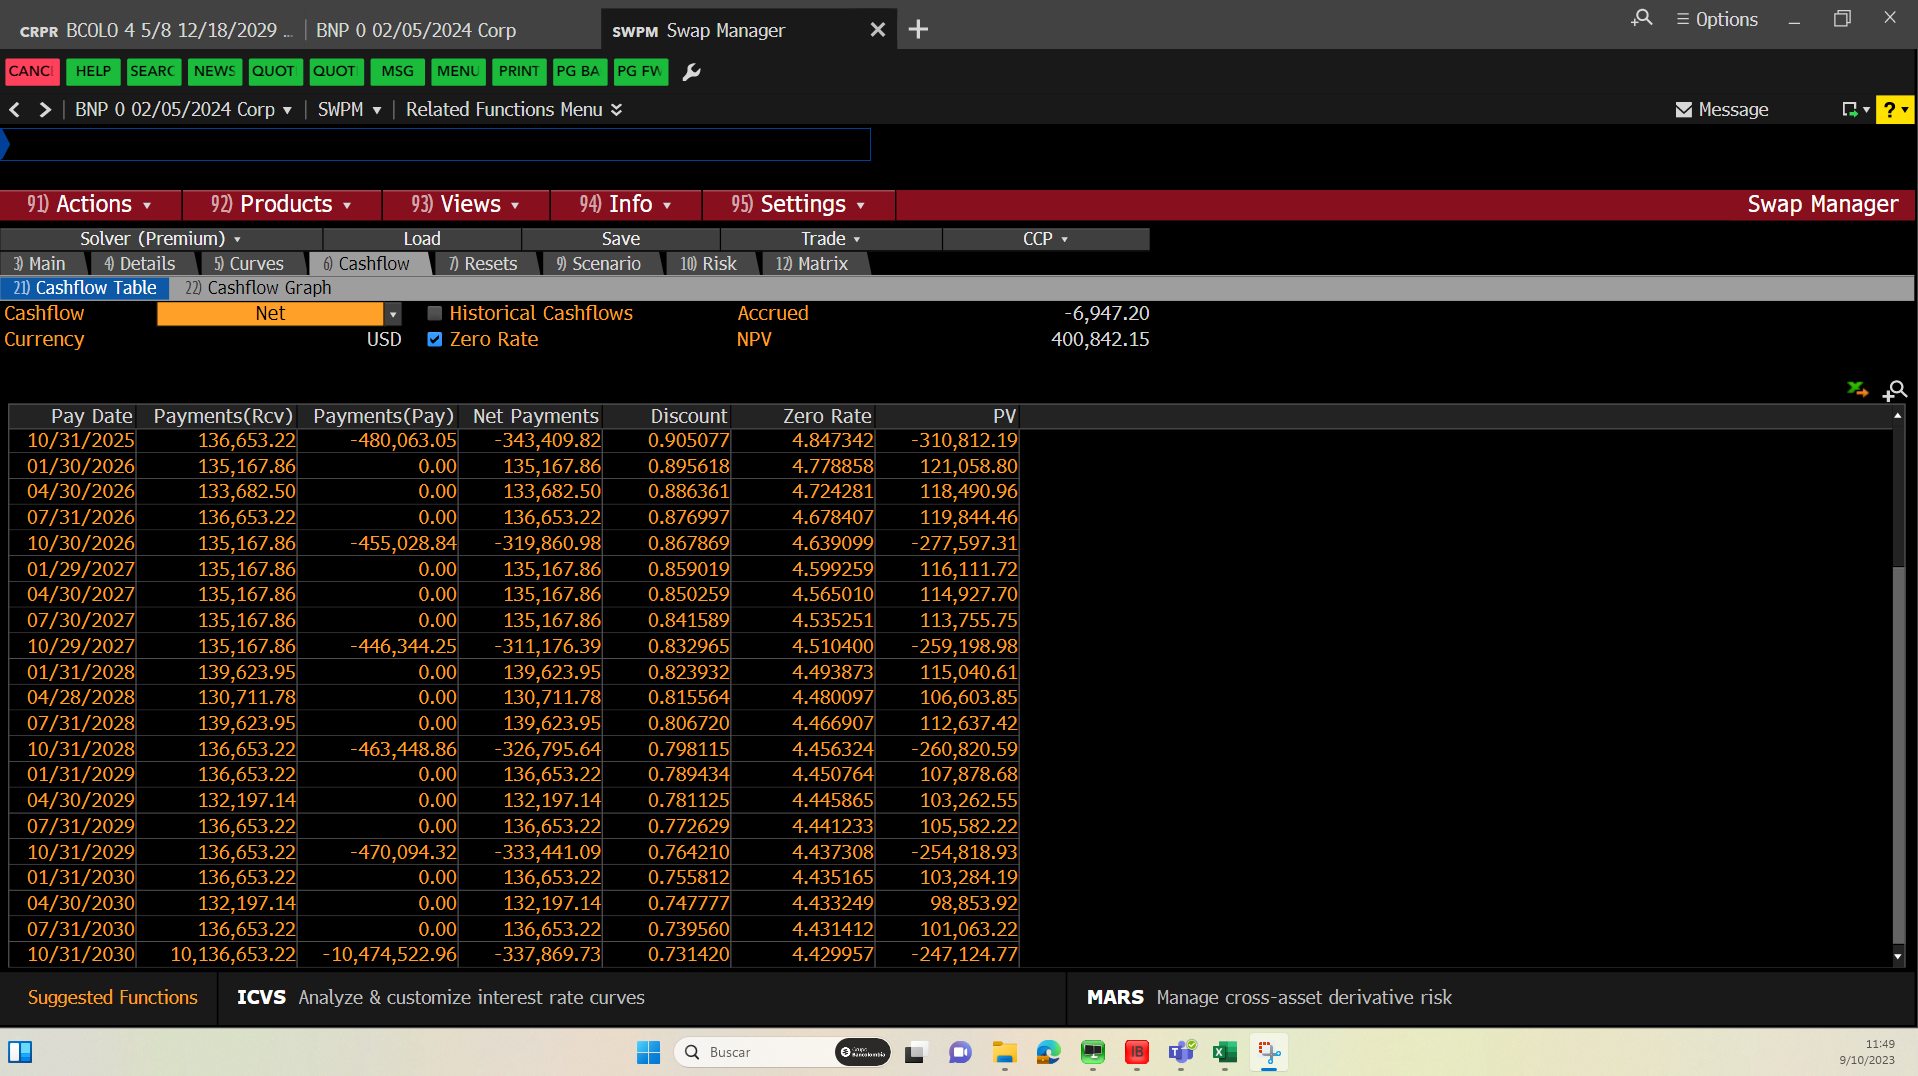 CRPR BCOLO 4 5/8 12/18/2029 ... BNP 0 02/05/2024 Corp SWPM Swap Manager Options
CANC HELP SEARC NEWS QUOT QUOT MSG MENU PRINT PG BA PG FW
BNP 0 02/05/2024 Corp SWPM Related Functions Menu Message ?
91) Actions 92) Products 93) Views 94) Info 95) Settings Swap Manager
Solver (Premium) Load Save Trade CCP
3) Main 4) Details 5) Curves 6) Cashflow 7) Resets 9) Scenario 10) Risk 12) Matrix
21) Cashflow Table 22) Cashflow Graph
Cashflow Net Historical Cashflows Accrued -6,947.20
Currency USD Zero Rate NPV 400,842.15
Pay Date Payments(Rcv) Payments(Pay) Net Payments Discount Zero Rate PV
10/31/2025 136,653.22 -480,063.05 -343,409.82 0.905077 4.847342 -310,812.19
01/30/2026 135,167.86 0.00 135,167.86 0.895618 4.778858 121,058.80
04/30/2026 133,682.50 0.00 133,682.50 0.886361 4.724281 118,490.96
07/31/2026 136,653.22 0.00 136,653.22 0.876997 4.678407 119,844.46
10/30/2026 135,167.86 -455,028.84 -319,860.98 0.867869 4.639099 -277,597.31
01/29/2027 135,167.86 0.00 135,167.86 0.859019 4.599259 116,111.72
04/30/2027 135,167.86 0.00 135,167.86 0.850259 4.565010 114,927.70
07/30/2027 135,167.86 0.00 135,167.86 0.841589 4.535251 113,755.75
10/29/2027 135,167.86 -446,344.25 -311,176.39 0.832965 4.510400 -259,198.98
01/31/2028 139,623.95 0.00 139,623.95 0.823932 4.493873 115,040.61
04/28/2028 130,711.78 0.00 130,711.78 0.815564 4.480097 106,603.85
07/31/2028 139,623.95 0.00 139,623.95 0.806720 4.466907 112,637.42
10/31/2028 136,653.22 -463,448.86 -326,795.64 0.798115 4.456324 -260,820.59
01/31/2029 136,653.22 0.00 136,653.22 0.789434 4.450764 107,878.68
04/30/2029 132,197.14 0.00 132,197.14 0.781125 4.445865 103,262.55
07/31/2029 136,653.22 0.00 136,653.22 0.772629 4.441233 105,582.22
10/31/2029 136,653.22 -470,094.32 -333,441.09 0.764210 4.437308 -254,818.93
01/31/2030 136,653.22 0.00 136,653.22 0.755812 4.435165 103,284.19
04/30/2030 132,197.14 0.00 132,197.14 0.747777 4.433249 98,853.92
07/31/2030 136,653.22 0.00 136,653.22 0.739560 4.431412 101,063.22
10/31/2030 10,136,653.22 -10,474,522.96 -337,869.73 0.731420 4.429957 -247,124.77
Suggested Functions ICVS Analyze & customize interest rate curves MARS Manage cross-asset derivative risk
Buscar Grupo Bancolombia IB
11:49
9/10/2023